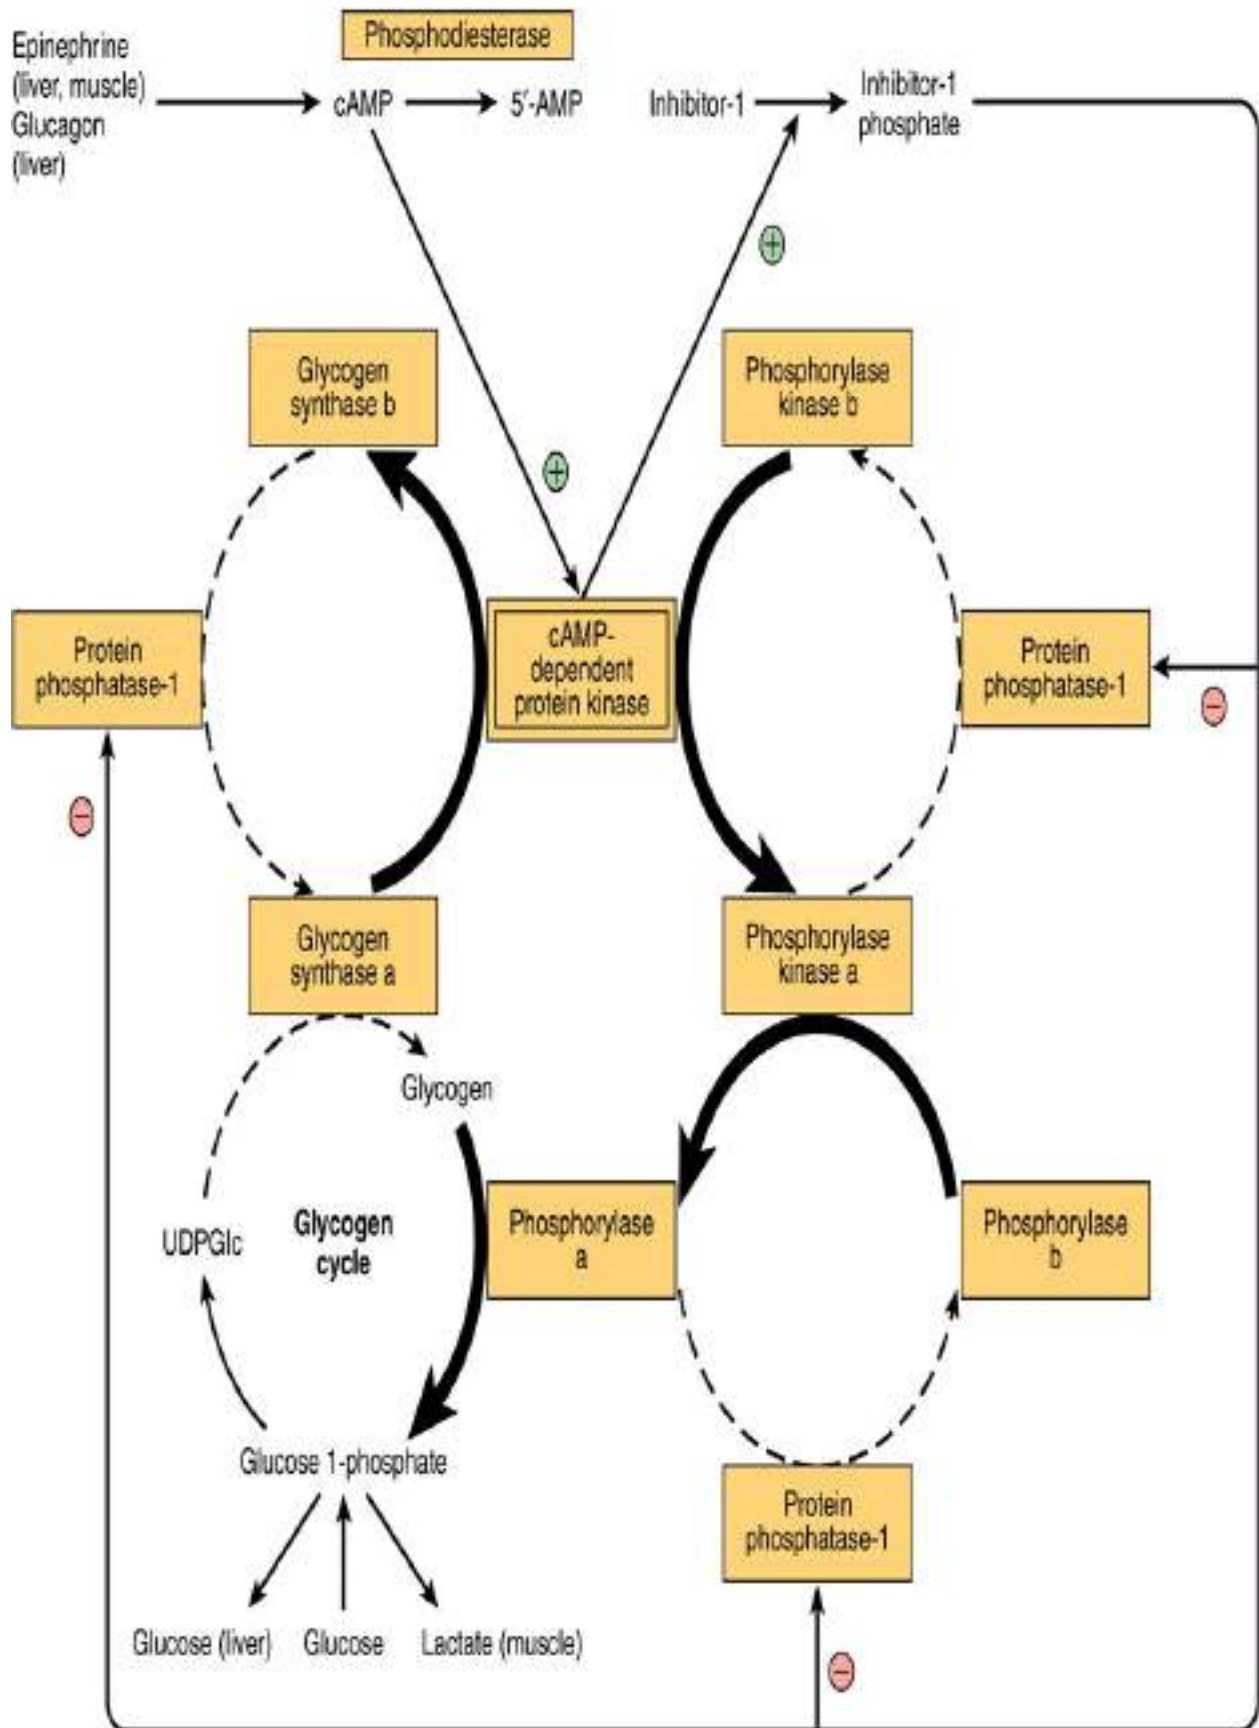 Phosphodiesterase
Epinephrine
(liver, muscle)
Glucagon
(liver)
cAMP
5′-AMP
Inhibitor-1
Inhibitor-1
phosphate
+
Glycogen
synthase b
Phosphorylase
kinase b
+
Protein
phosphatase-1
cAMP-
dependent
protein kinase
Protein
phosphatase-1
−
−
Glycogen
synthase a
Phosphorylase
kinase a
Glycogen
UDPGlc
Glycogen
cycle
Phosphorylase
a
Phosphorylase
b
Glucose 1-phosphate
Protein
phosphatase-1
Glucose (liver)
Glucose
Lactate (muscle)
−